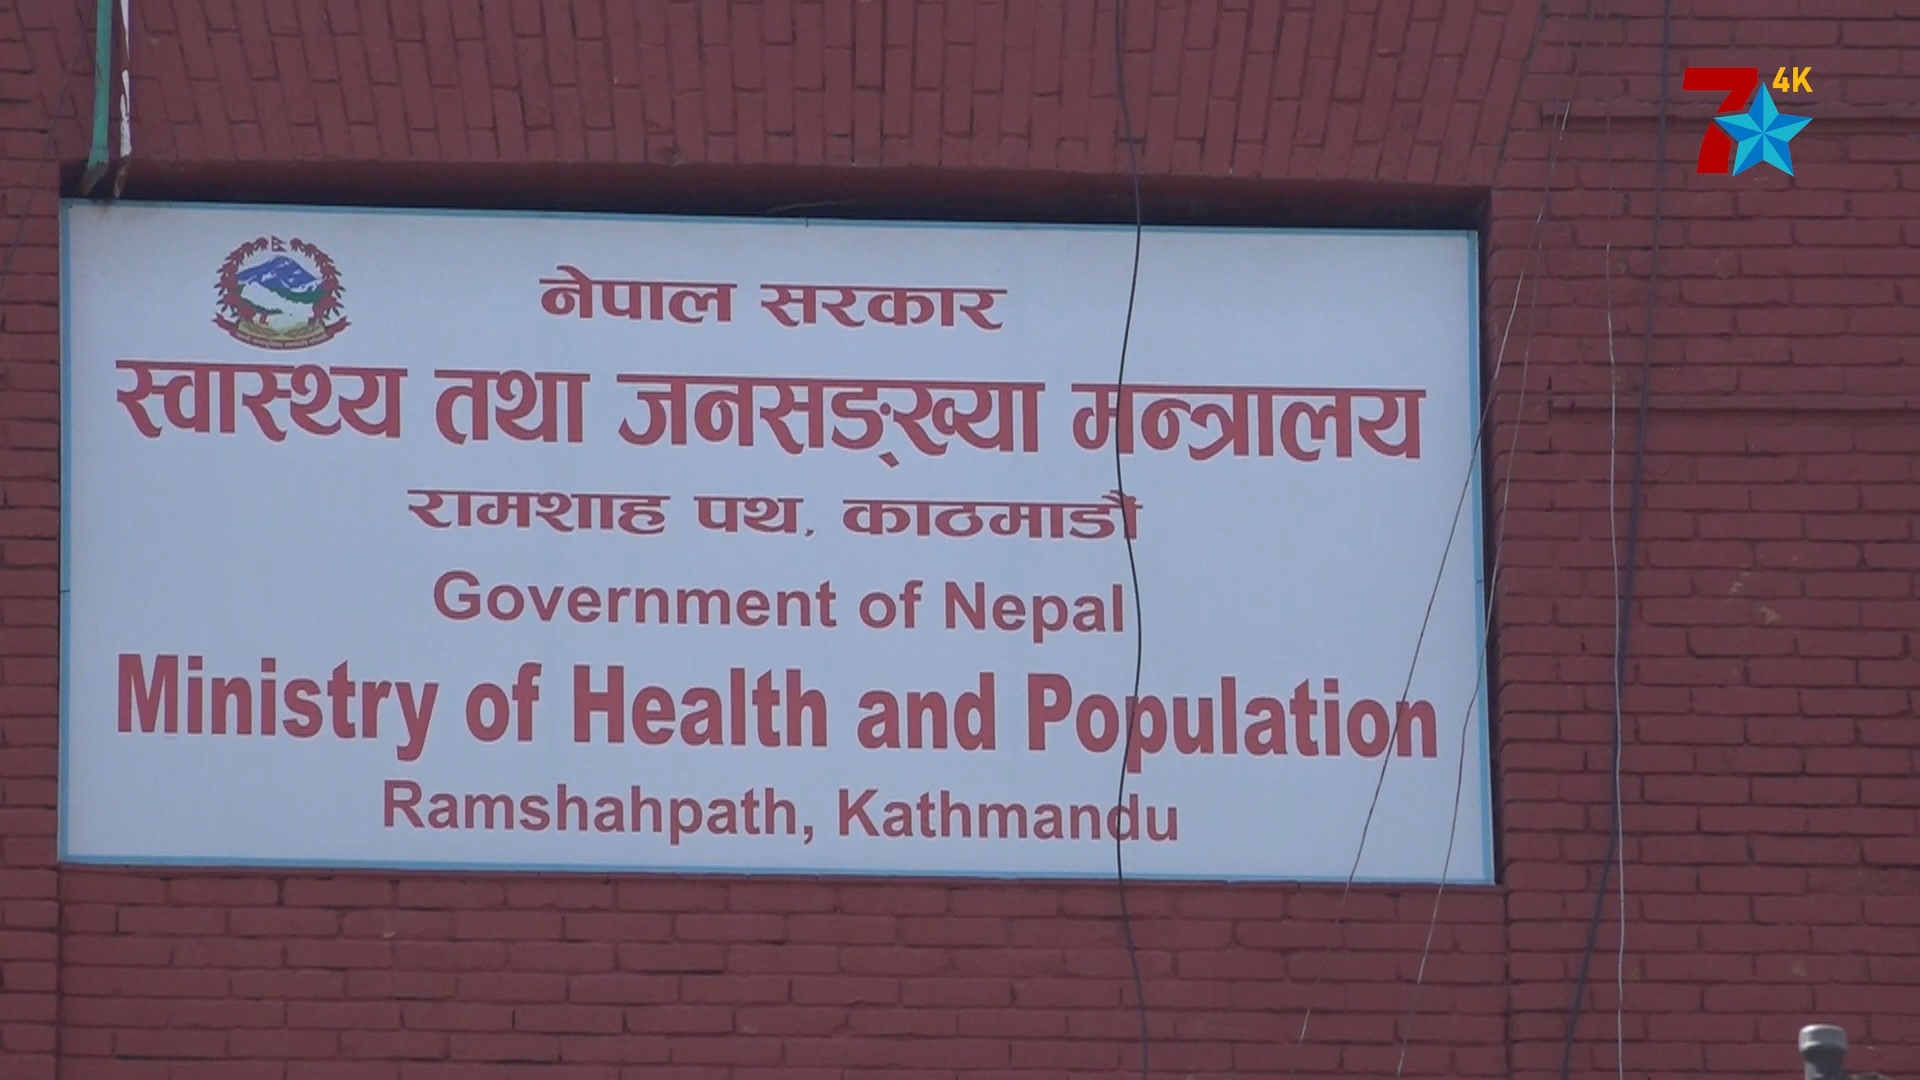 7 4K
नेपाल सरकार
स्वास्थ्य तथा जनसङ्ख्या मन्त्रालय
रामशाह पथ, काठमाडौं
Government of Nepal
Ministry of Health and Population
Ramshahpath, Kathmandu